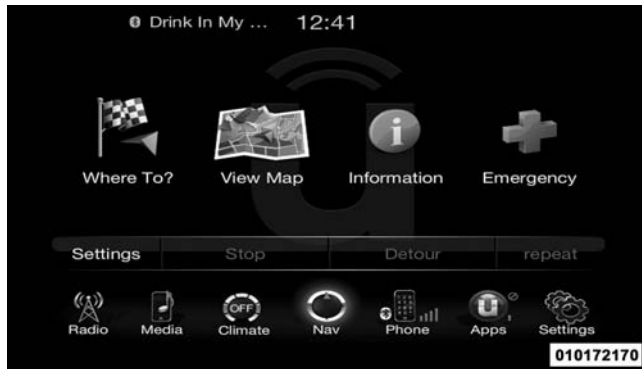 Drink In My ... 12:41
Where To? View Map Information Emergency
Settings Stop Detour repeat
OFF
Radio Media Climate Nav Phone Apps Settings
010172170